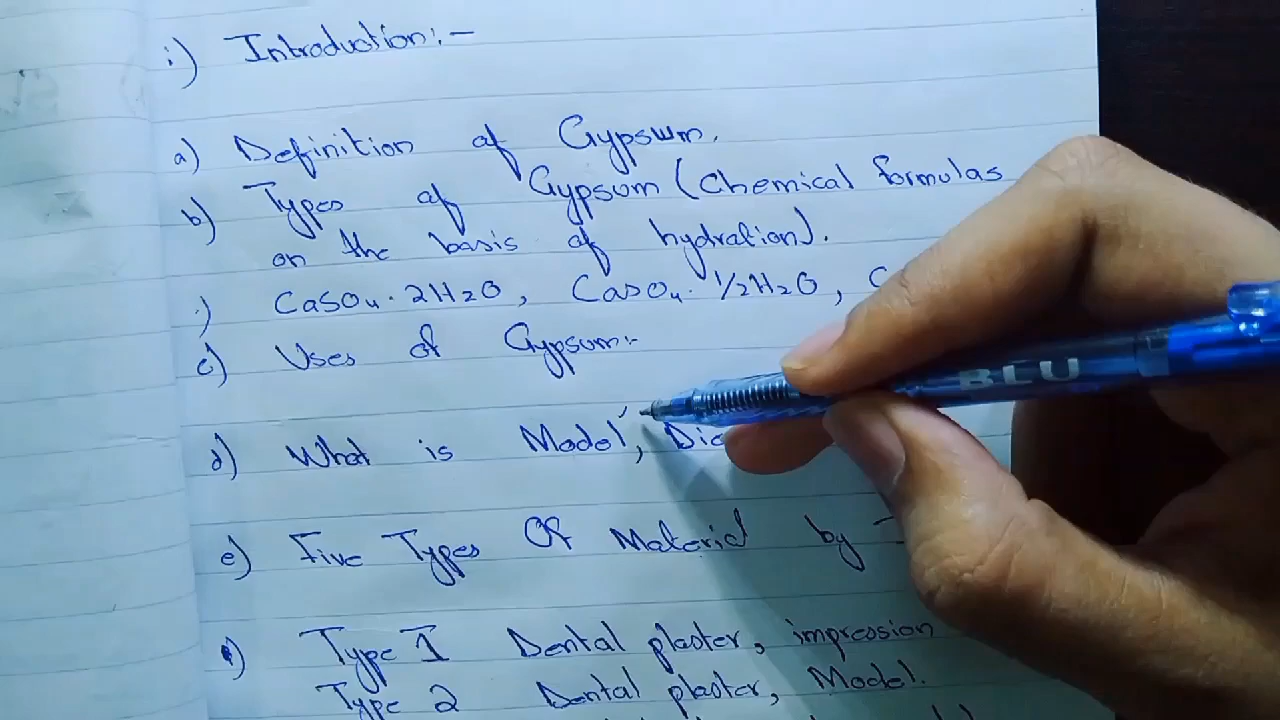 i) Introduction:-
a) Definition of Gypsum.
b) Types of Gypsum (Chemical formulas
on the basis of hydration).
i) CaSO4. 2H2O, CaSO4. 1/2H2O, C
c) Uses of Gypsum:-
BLU
d) What is Model, Die
e) Five Types Of Material by
Type I Dental plaster, impression
Type 2 Dental plaster, Model.